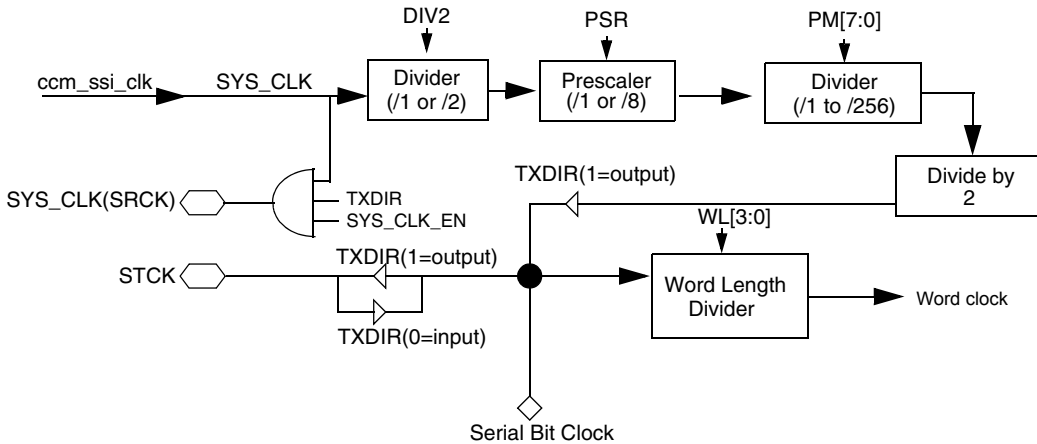 DIV2
PSR
PM[7:0]
ccm_ssi_clk
SYS_CLK
Divider
(/1 or /2)
Prescaler
(/1 or /8)
Divider
(/1 to /256)
TXDIR(1=output)
Divide by
2
SYS_CLK(SRCK)
TXDIR
SYS_CLK_EN
WL[3:0]
STCK
TXDIR(1=output)
Word Length
Divider
Word clock
TXDIR(0=input)
Serial Bit Clock